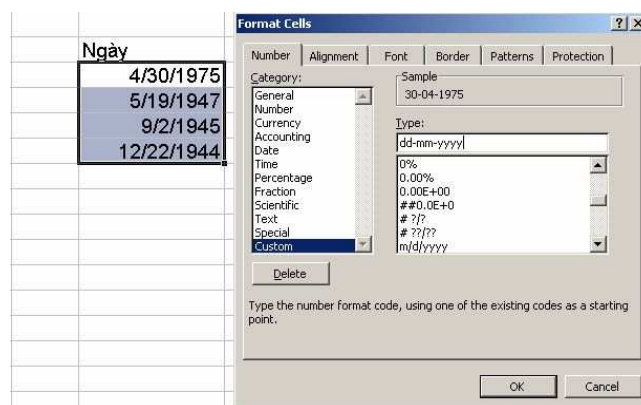 Ngày
4/30/1975
5/19/1947
9/2/1945
12/22/1944
Format Cells
Number Alignment Font Border Patterns Protection
Category:
General
Number
Currency
Accounting
Date
Time
Percentage
Fraction
Scientific
Text
Special
Custom
Sample
30-04-1975
Type:
dd-mm-yyyy
0%
0.00%
0.00E+00
##0.0E+0
# ?/?
# ??/??
m/d/yyyy
Delete
Type the number format code, using one of the existing codes as a starting
point.
OK Cancel